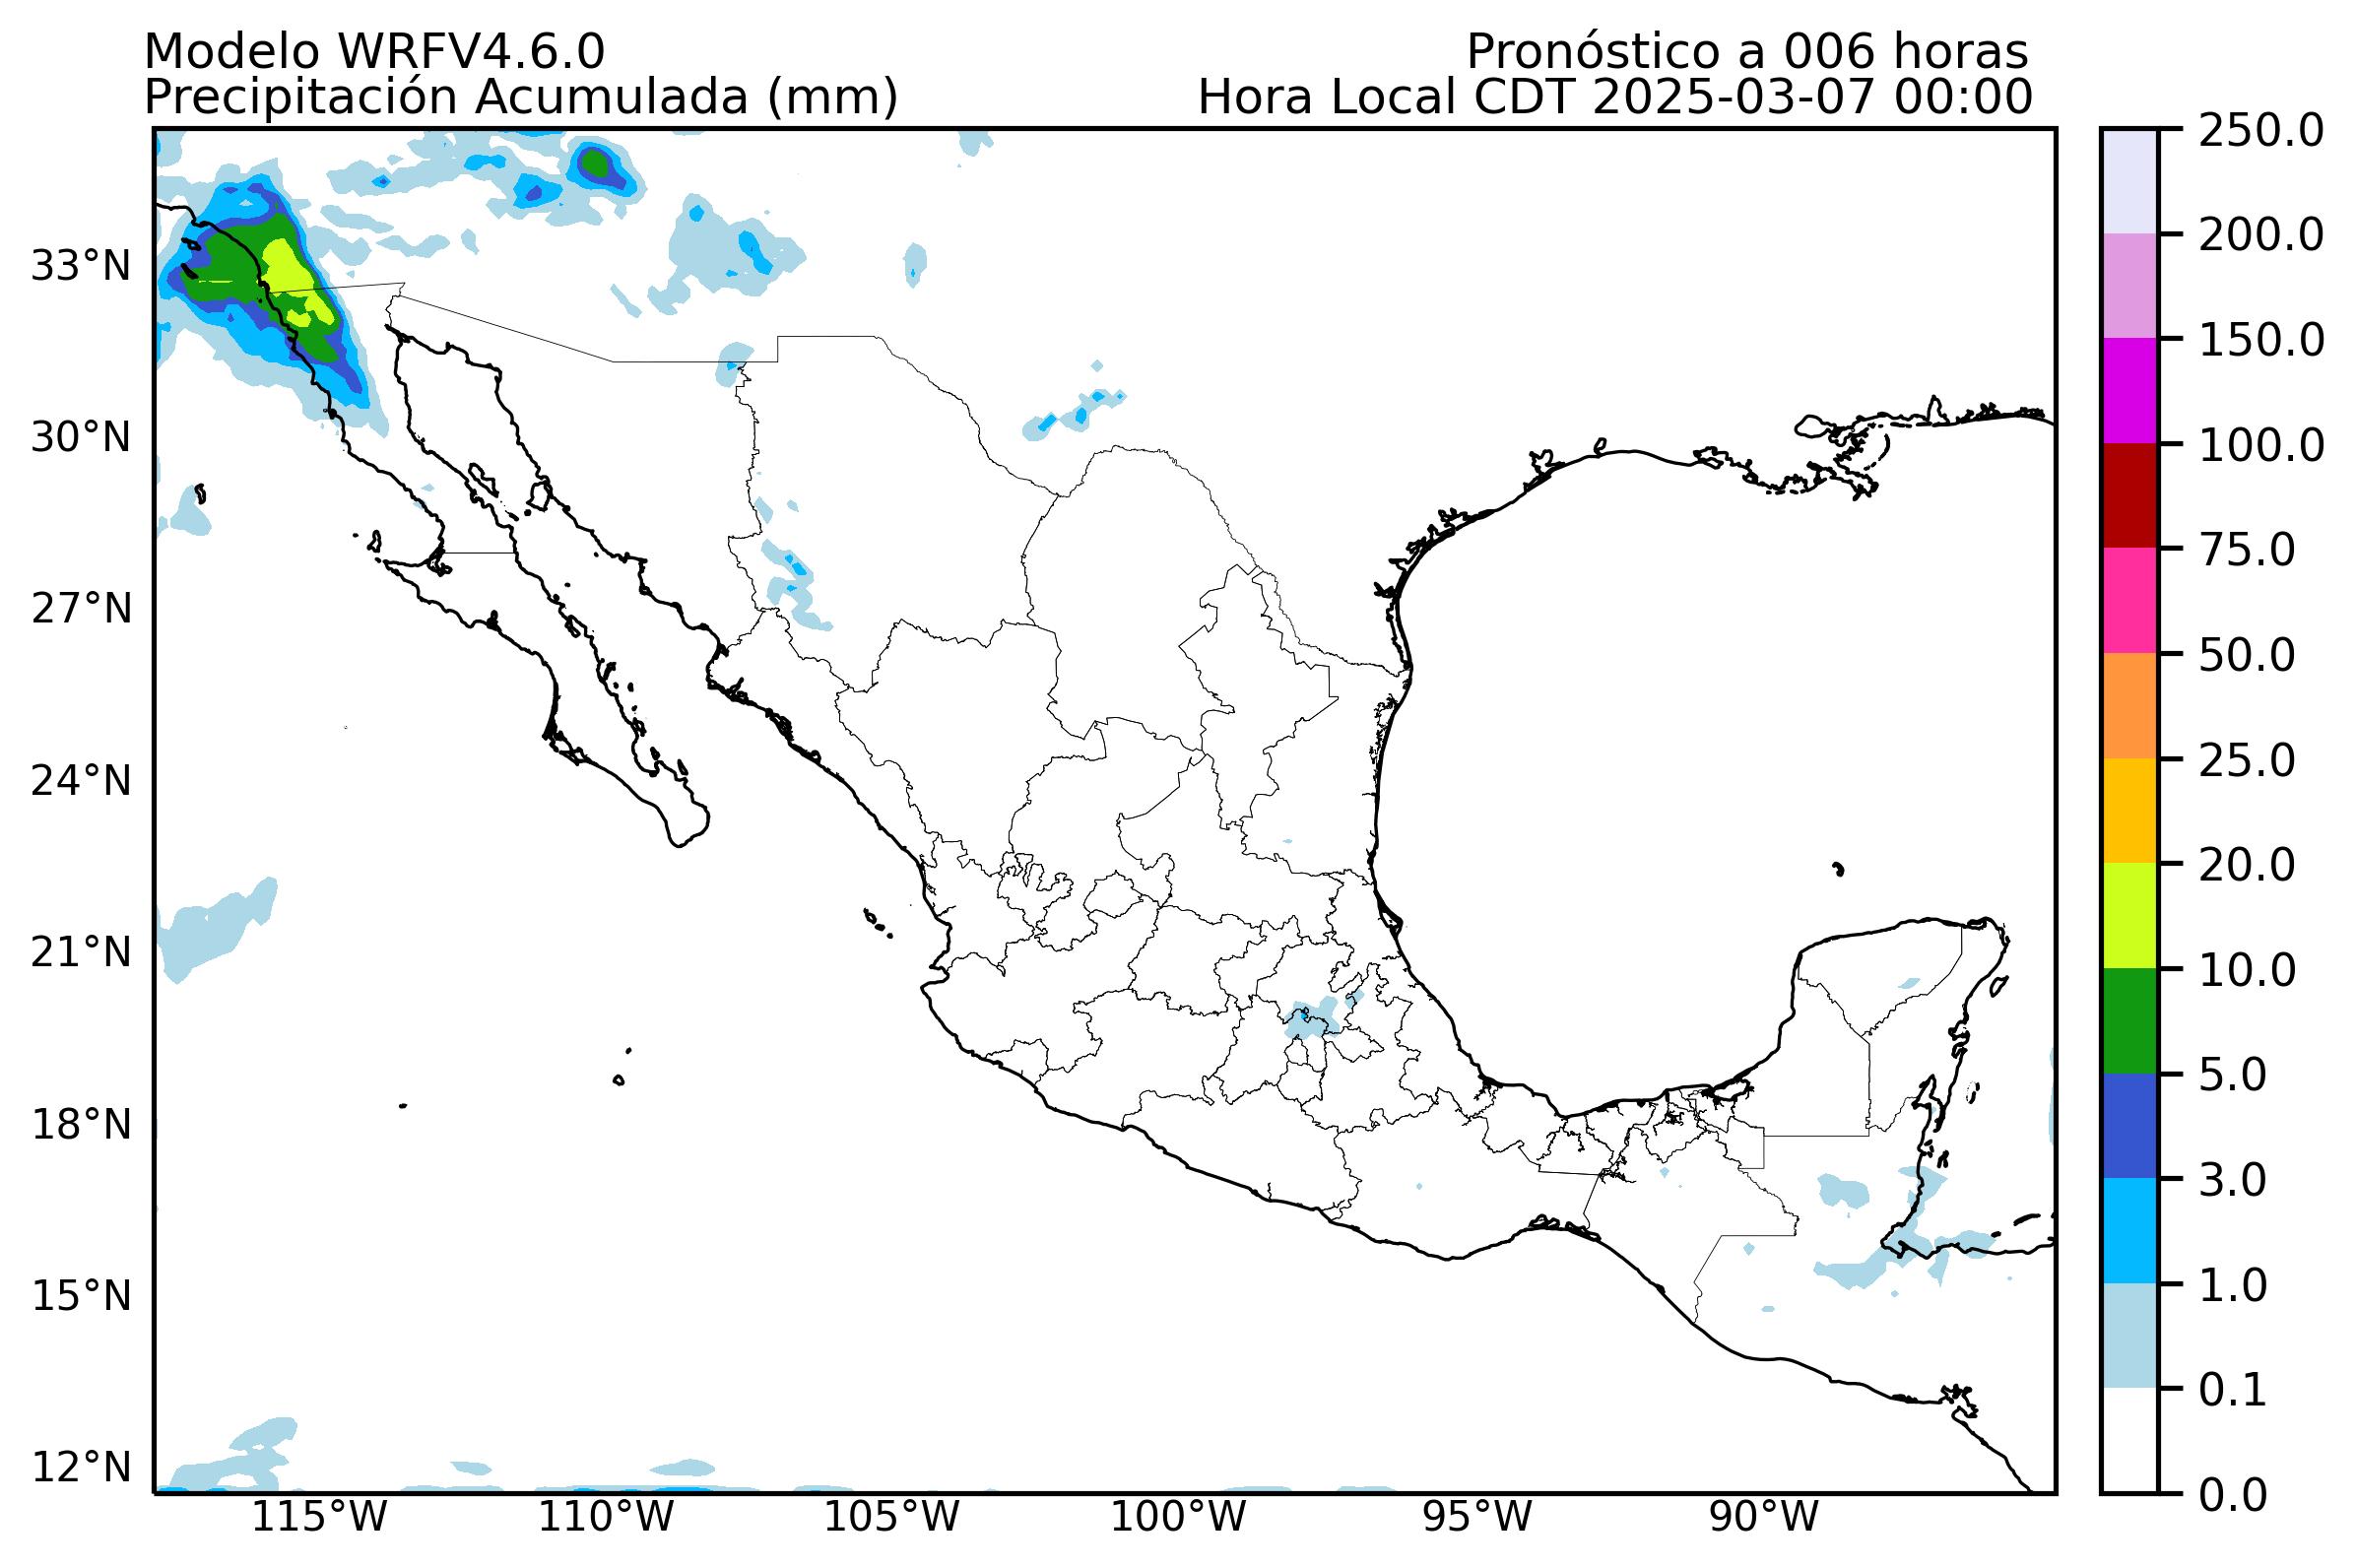 Modelo WRFV4.6.0
Pronóstico a 006 horas
Precipitación Acumulada (mm)
Hora Local CDT 2025-03-07 00:00
33°N
30°N
27°N
24°N
21°N
18°N
15°N
12°N
115°W
110°W
105°W
100°W
95°W
90°W
250.0
200.0
150.0
100.0
75.0
50.0
25.0
20.0
10.0
5.0
3.0
1.0
0.1
0.0